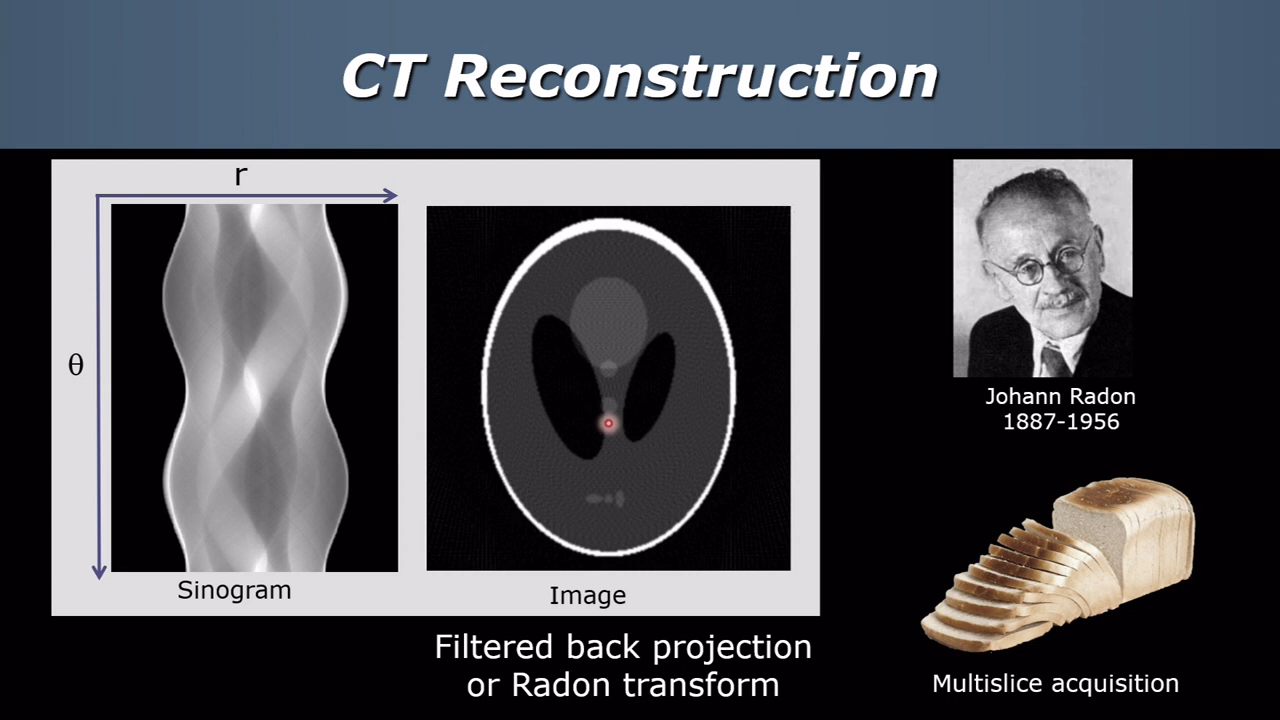 CT Reconstruction
r
θ
Sinogram
Image
Filtered back projection
or Radon transform
Johann Radon
1887-1956
Multislice acquisition